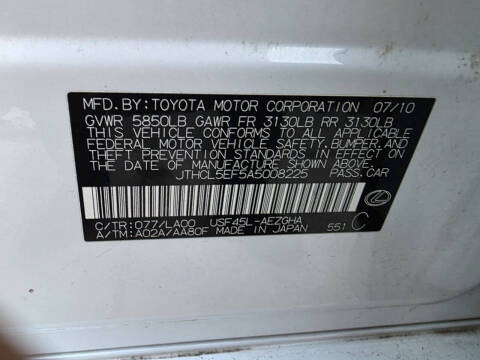 MFD. BY: TOYOTA MOTOR CORPORATION 07/10
GVWR 5850LB GAWR FR 3130LB RR 3130LB
THIS VEHICLE CONFORMS TO ALL APPLICABLE
FEDERAL MOTOR VEHICLE SAFETY, BUMPER, AND
THEFT PREVENTION STANDARDS IN EFFECT ON
THE DATE OF MANUFACTURE SHOWN ABOVE.
JTHCL5EF5A5008225 PASS.CAR
C/TR: 077/LA00 USF45L-AEZGHA
A/TM: A02A/AA80F MADE IN JAPAN 551 C